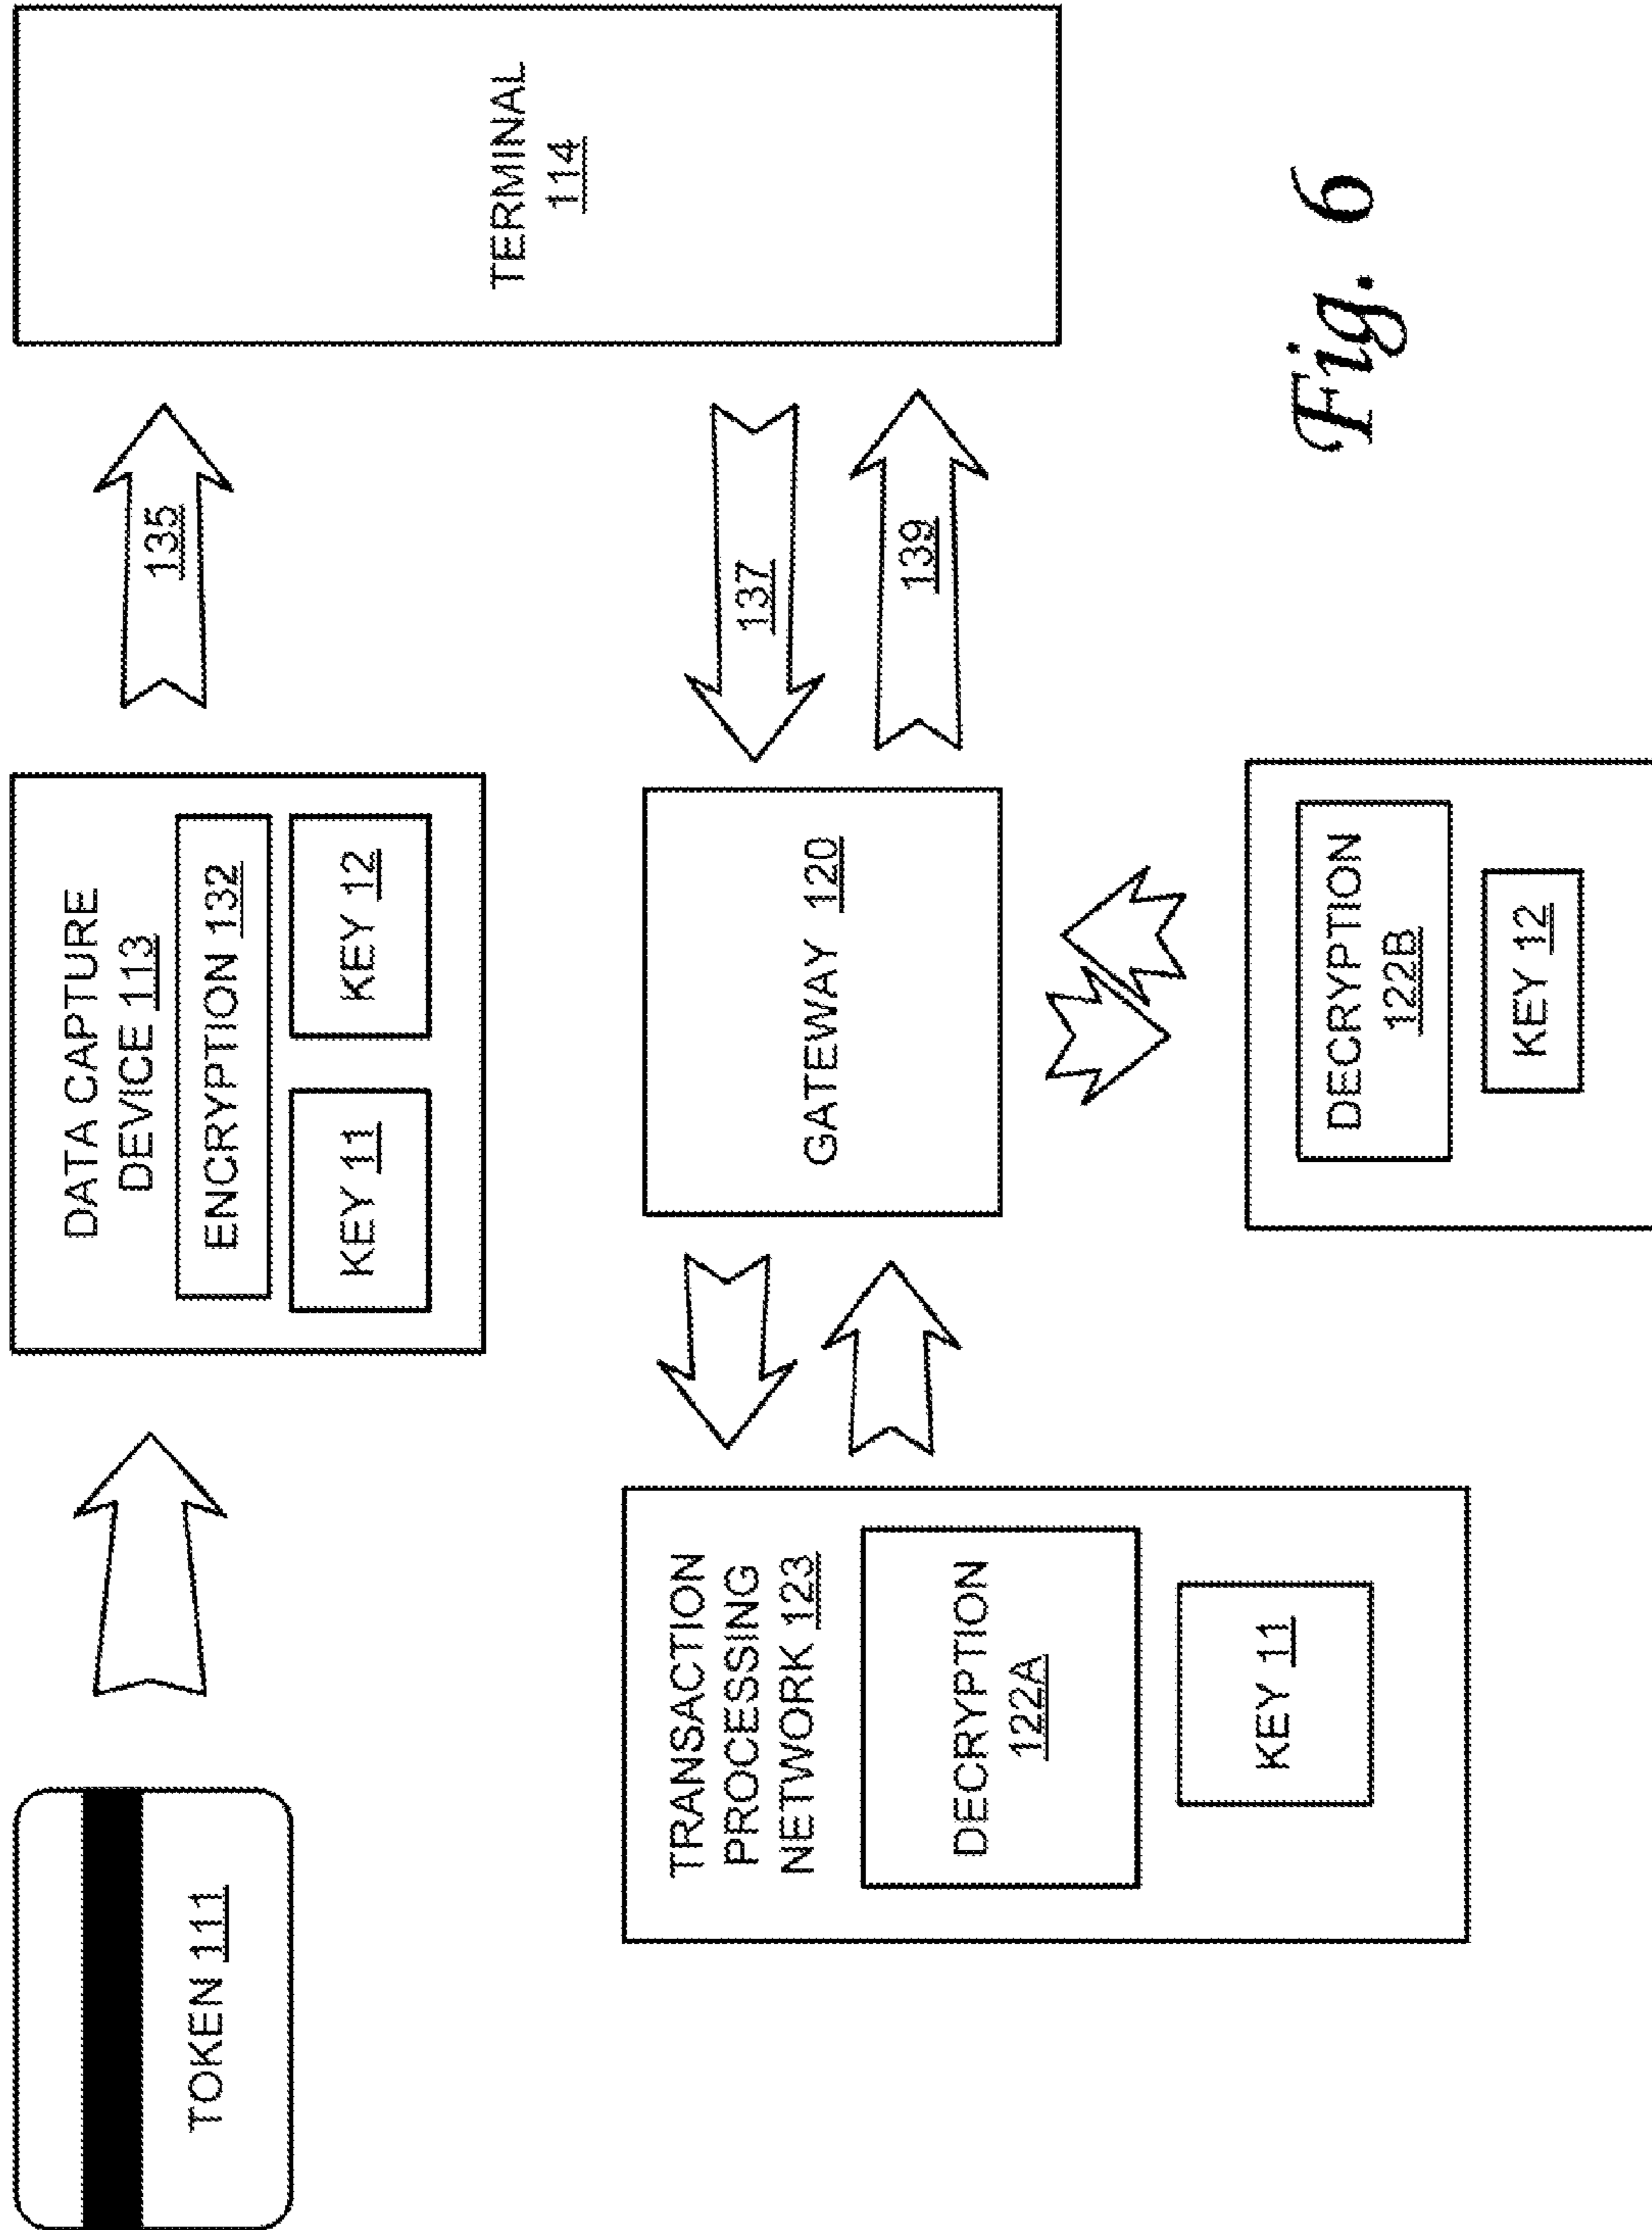 TOKEN 111
DATA CAPTURE
DEVICE 113
ENCRYPTION 132
KEY 11
KEY 12
135
TERMINAL
114
TRANSACTION
PROCESSING
NETWORK 123
DECRYPTION
122A
KEY 11
GATEWAY 120
137
139
DECRYPTION
122B
KEY 12
Fig. 6